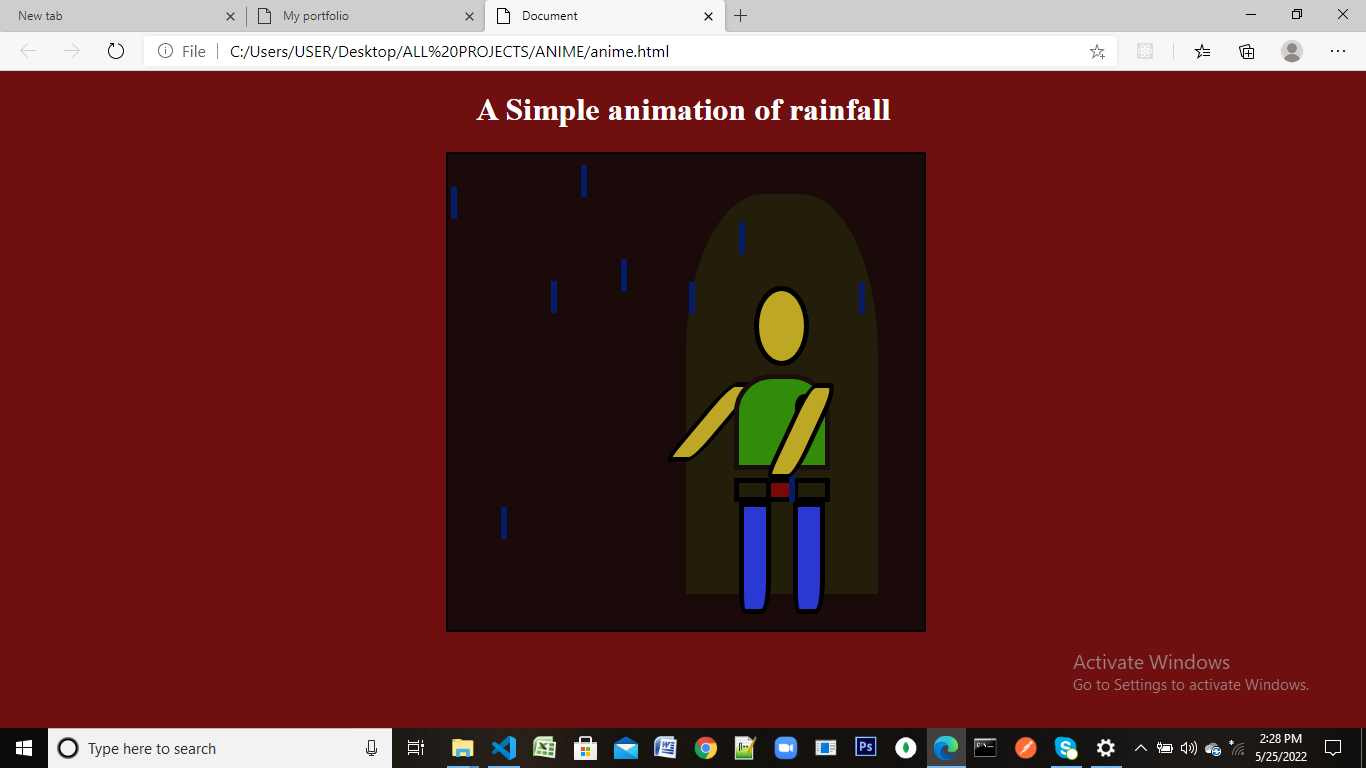 New tab
My portfolio
Document
File
C:/Users/USER/Desktop/ALL%20PROJECTS/ANIME/anime.html
A Simple animation of rainfall
Activate Windows
Go to Settings to activate Windows.
Type here to search
Ps
2:28 PM
5/25/2022